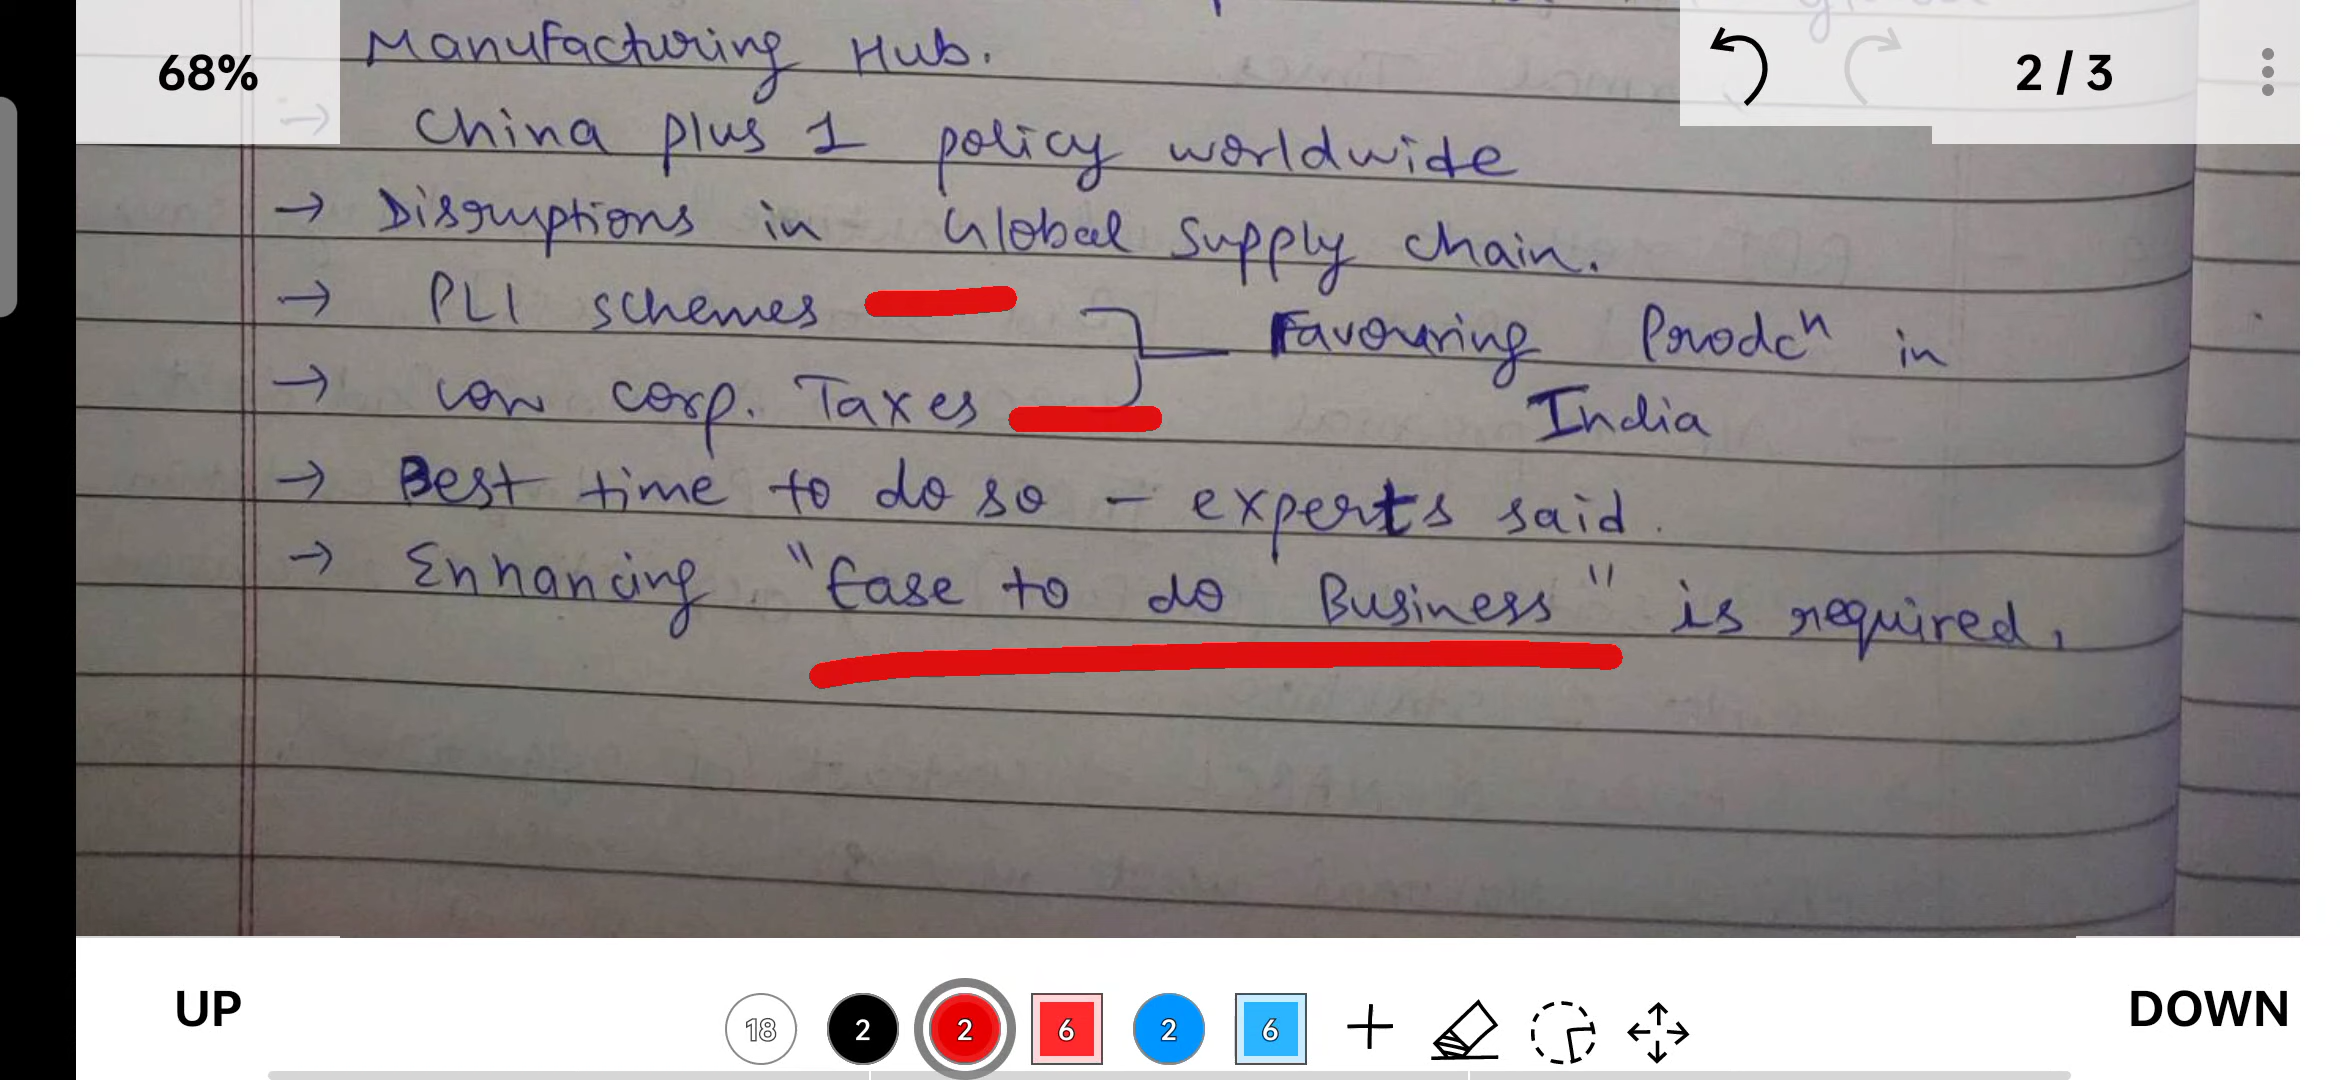 68%
2 / 3
Manufacturing Hub.
→ China plus 1 policy worldwide
→ Disruptions in Global supply chain.
→ PLI schemes
Favouring Prodcⁿ in
→ Low corp. Taxes
India
→ Best time to do so – experts said.
→ Enhancing "Ease to do Business" is required.
UP
18 2 2 6 2 6
DOWN